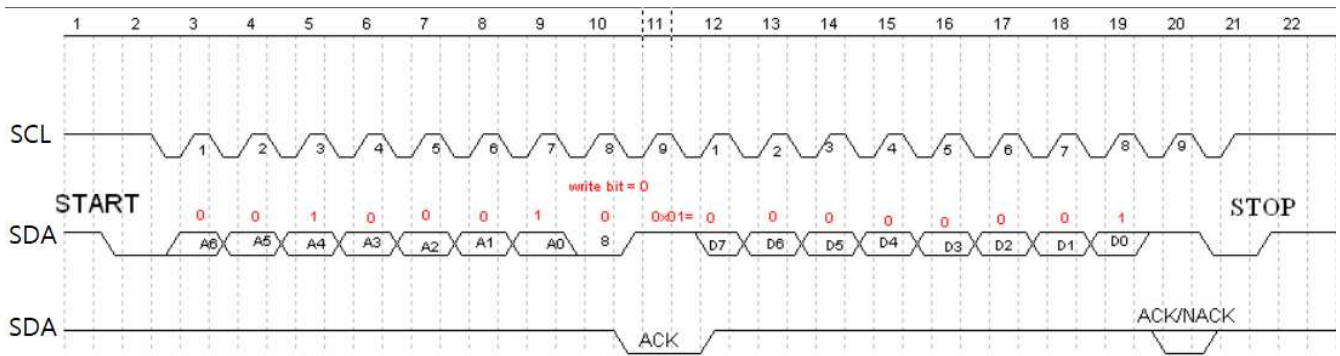 1 2 3 4 5 6 7 8 9 10 11 12 13 14 15 16 17 18 19 20 21 22
SCL 1 2 3 4 5 6 7 8 9 1 2 3 4 5 6 7 8 9
write bit = 0
START 0 0 1 0 0 0 1 0 0x01= 0 0 0 0 0 0 0 1 STOP
SDA A6 A5 A4 A3 A2 A1 A0 8 D7 D6 D5 D4 D3 D2 D1 D0
ACK/NACK
SDA ACK